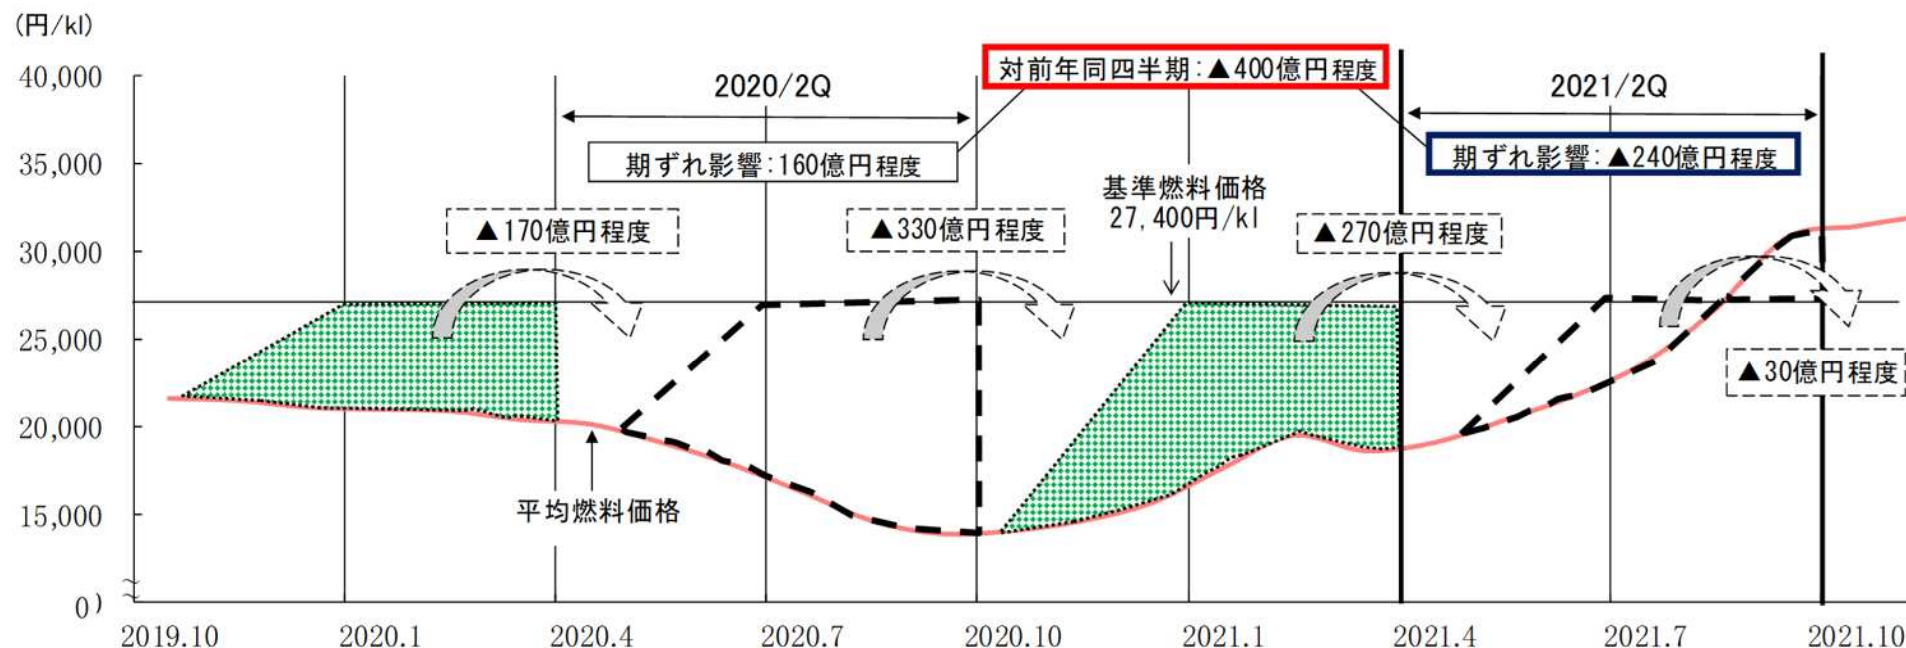 (円/kl)
40,000
35,000
30,000
25,000
20,000
15,000
0)
対前年同四半期:▲400億円程度
2020/2Q
2021/2Q
期ずれ影響:160億円程度
期ずれ影響:▲240億円程度
基準燃料価格
27,400円/kl
▲170億円程度
▲330億円程度
▲270億円程度
▲30億円程度
平均燃料価格
2019.10
2020.1
2020.4
2020.7
2020.10
2021.1
2021.4
2021.7
2021.10